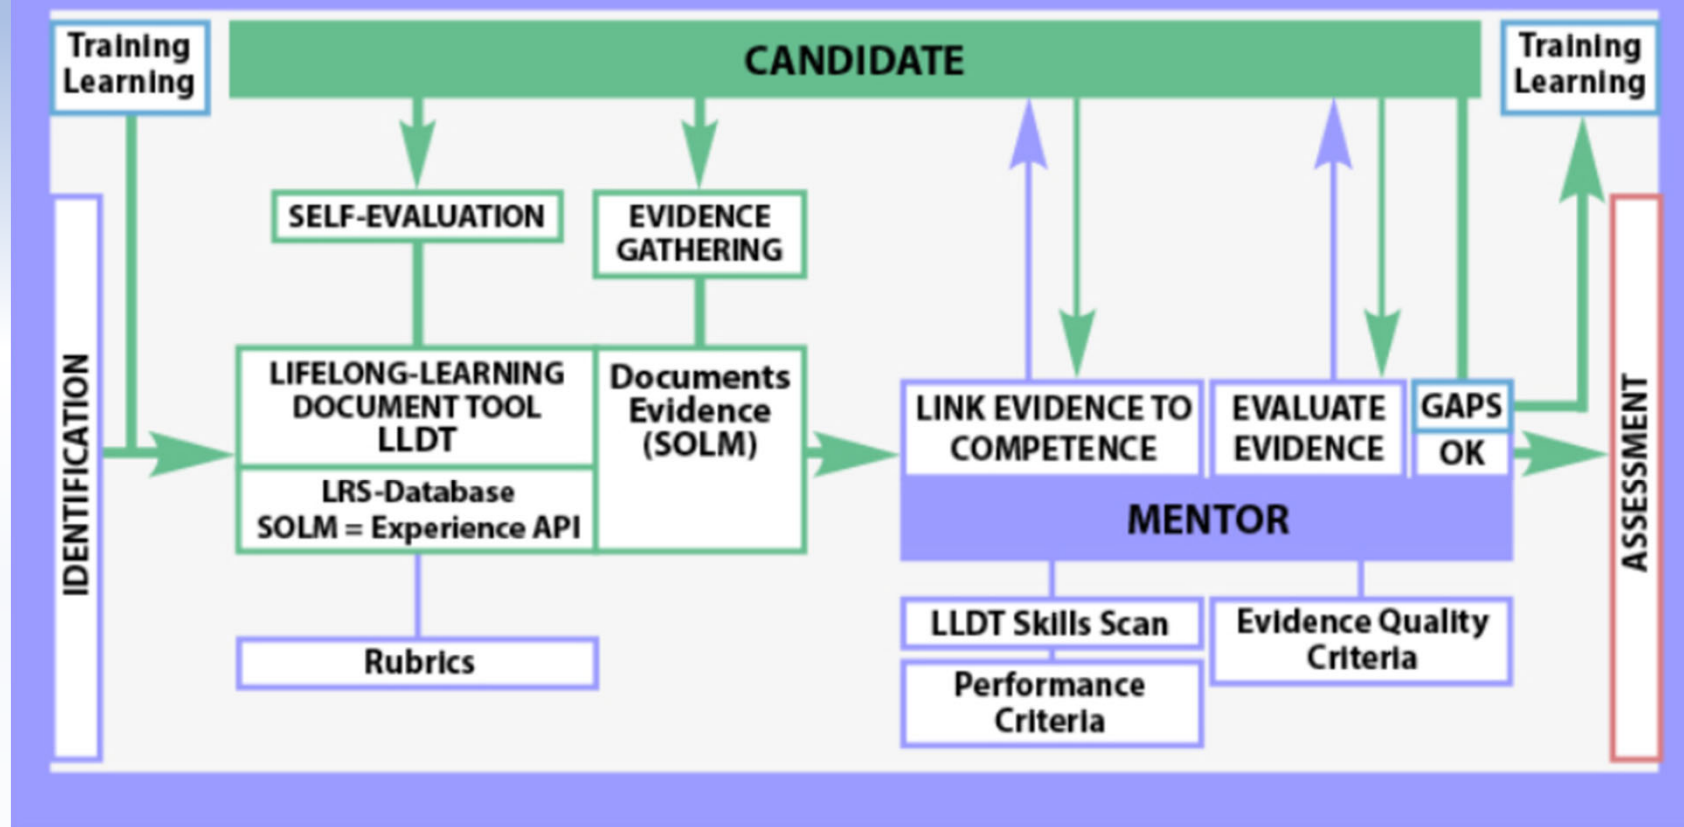 Training
Learning
CANDIDATE
Training
Learning
SELF-EVALUATION
EVIDENCE
GATHERING
IDENTIFICATION
LIFELONG-LEARNING
DOCUMENT TOOL
LLDT
Documents
Evidence
(SOLM)
LRS-Database
SOLM = Experience API
Rubrics
LINK EVIDENCE TO
COMPETENCE
EVALUATE
EVIDENCE
GAPS
OK
MENTOR
LLDT Skills Scan
Performance
Criteria
Evidence Quality
Criteria
ASSESSMENT